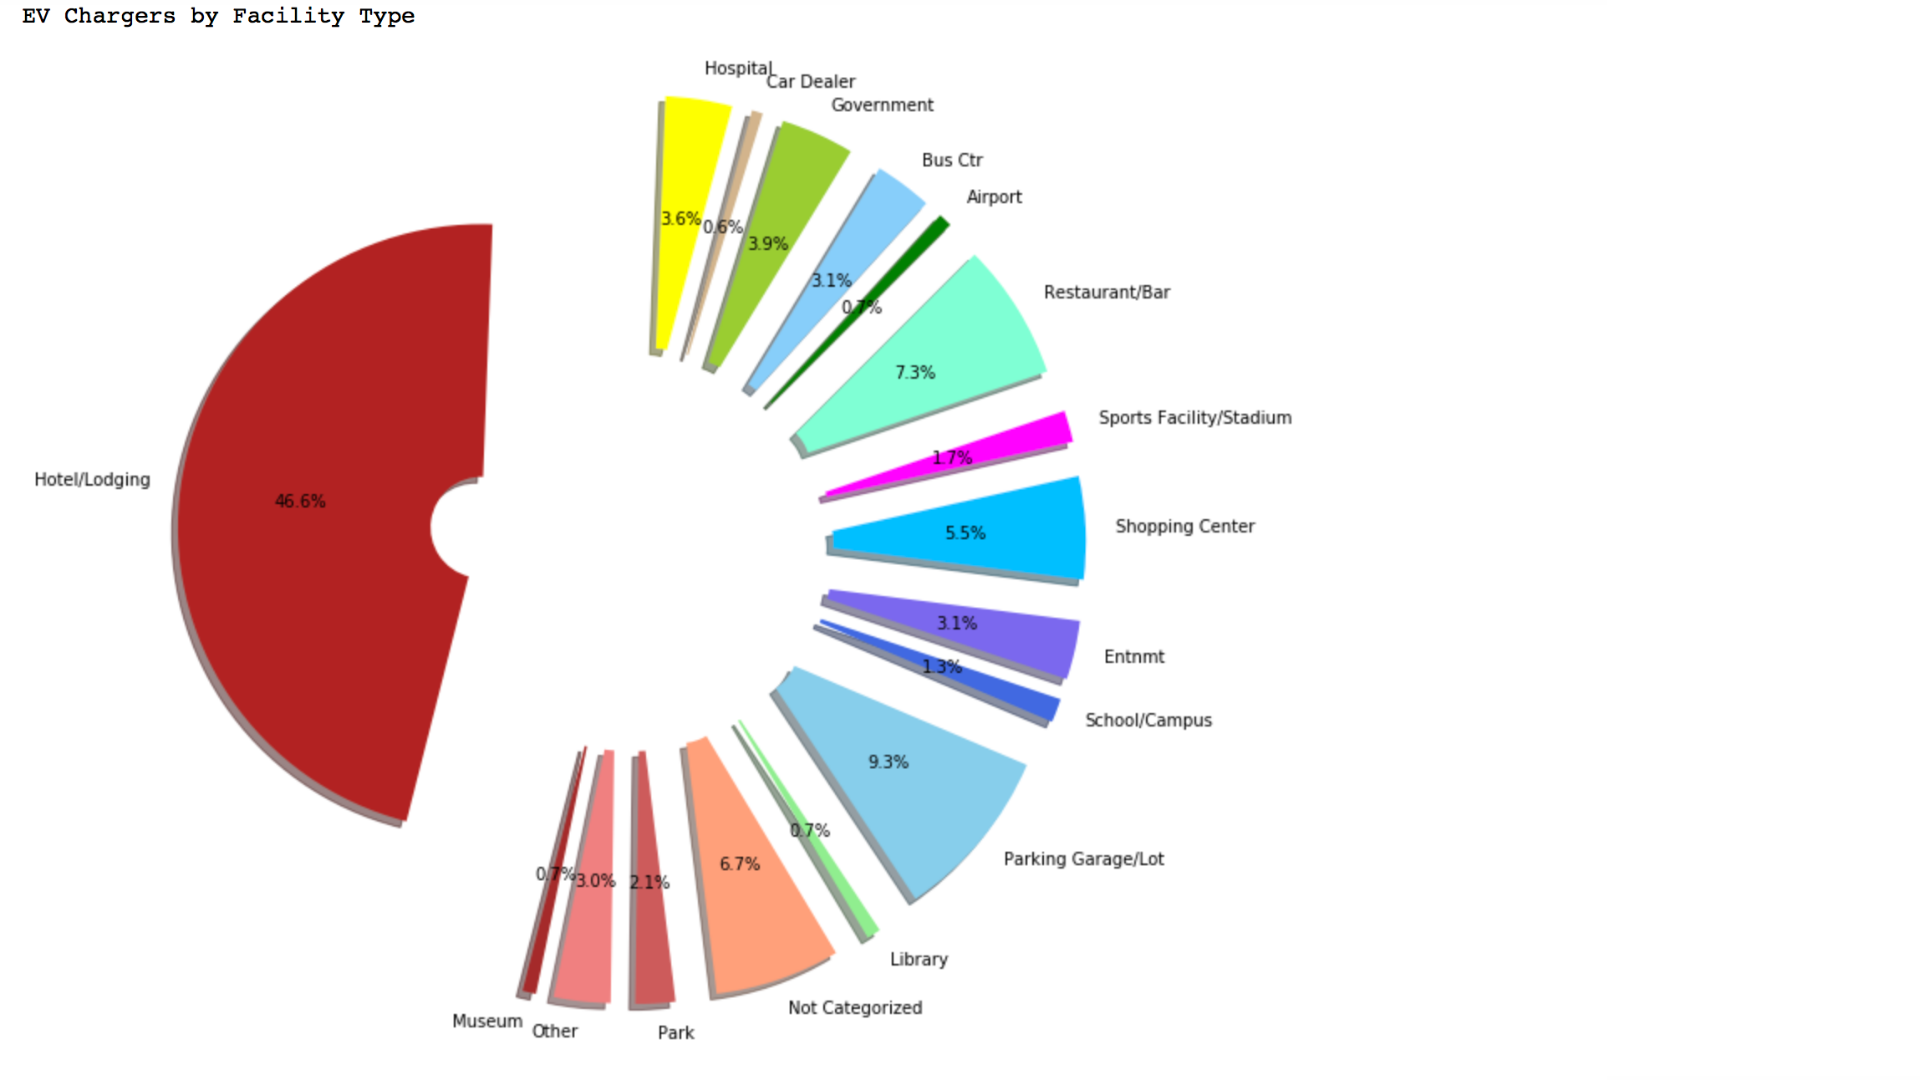 EV Chargers by Facility Type
Hospital
Car Dealer
Government
Bus Ctr
Airport
Restaurant/Bar
Sports Facility/Stadium
Shopping Center
Entnmt
School/Campus
Parking Garage/Lot
Library
Not Categorized
Park
Other
Museum
Hotel/Lodging
3.6%
0.6%
3.9%
3.1%
0.7%
7.3%
1.7%
5.5%
3.1%
1.3%
9.3%
0.7%
6.7%
2.1%
3.0%
0.7%
46.6%